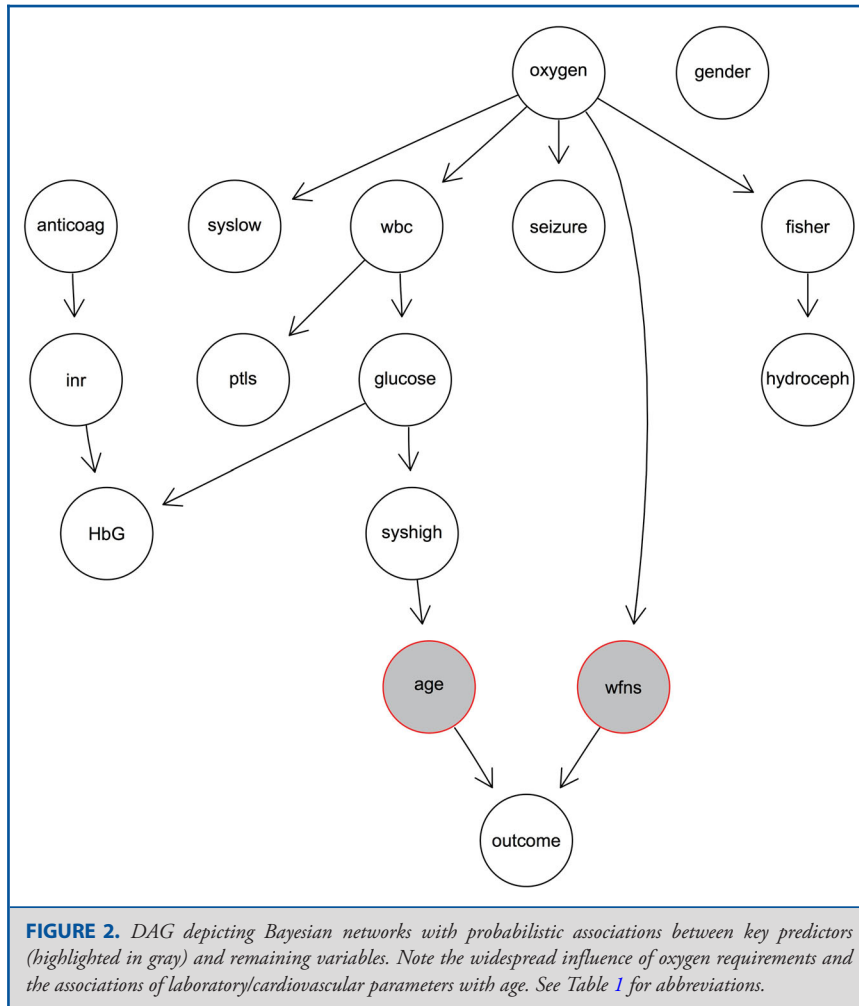 oxygen
gender
anticoag
syslow
wbc
seizure
fisher
inr
ptls
glucose
hydroceph
HbG
syshigh
age
wfns
outcome
FIGURE 2. DAG depicting Bayesian networks with probabilistic associations between key predictors
(highlighted in gray) and remaining variables. Note the widespread influence of oxygen requirements and
the associations of laboratory/cardiovascular parameters with age. See Table 1 for abbreviations.